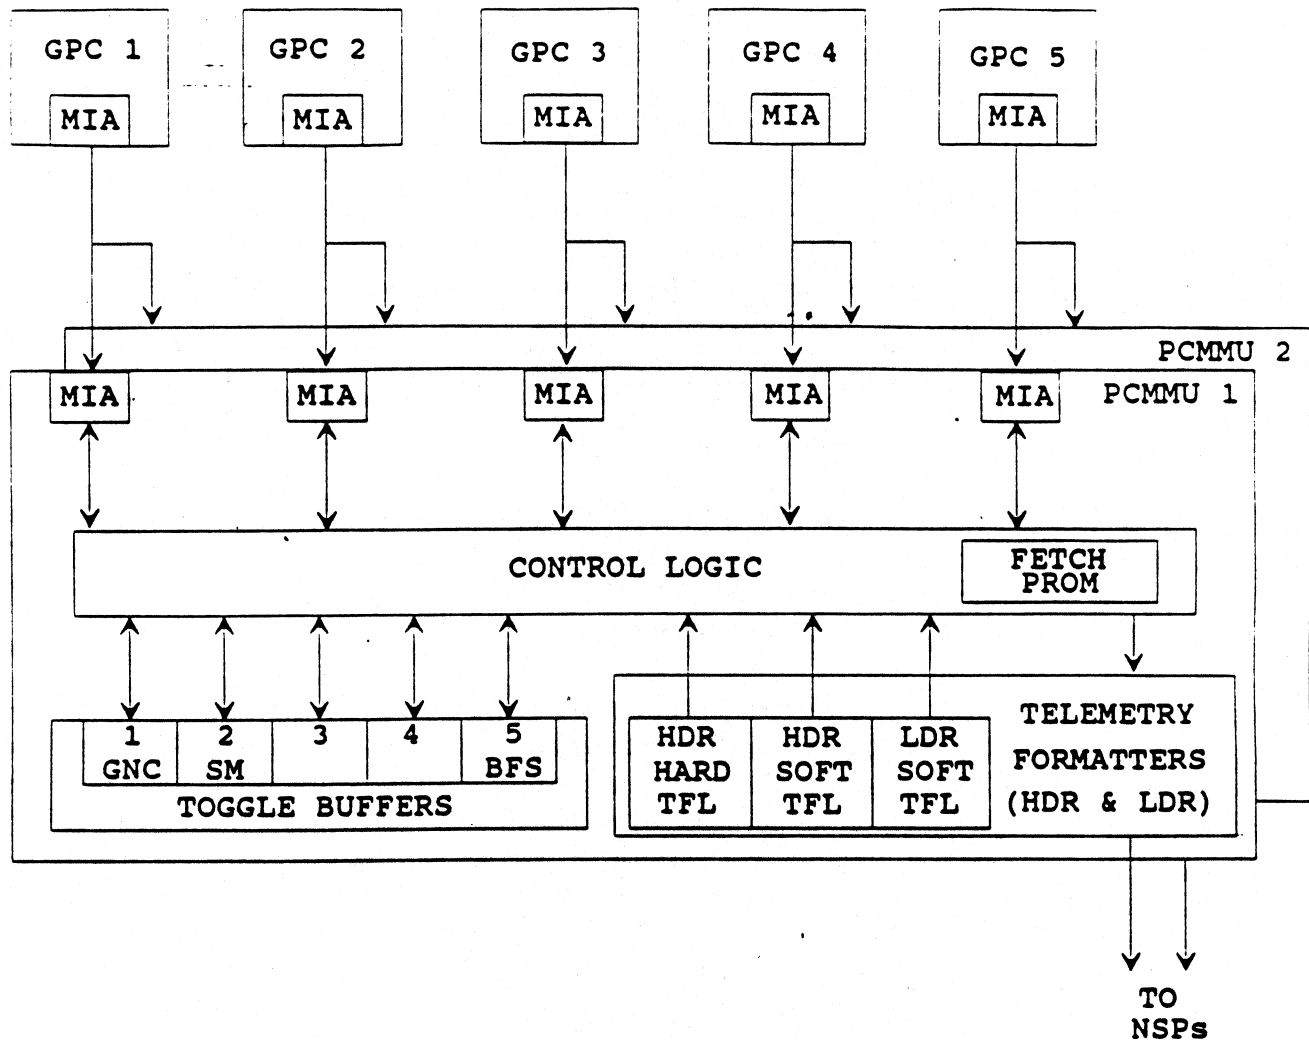 GPC 1
GPC 2
GPC 3
GPC 4
GPC 5
MIA
MIA
MIA
MIA
MIA
PCMMU 2
MIA
MIA
MIA
MIA
MIA
PCMMU 1
CONTROL LOGIC
FETCH
PROM
1
GNC
2
SM
3
4
5
BFS
TOGGLE BUFFERS
HDR
HARD
TFL
HDR
SOFT
TFL
LDR
SOFT
TFL
TELEMETRY
FORMATTERS
(HDR & LDR)
TO
NSPs